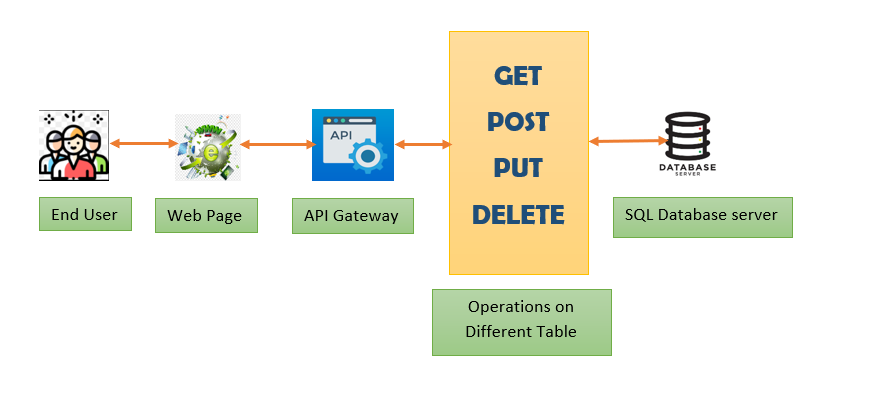 GET
POST
PUT
DELETE
WWW
e
API
DATABASE
SERVER
End User
Web Page
API Gateway
SQL Database server
Operations on
Different Table